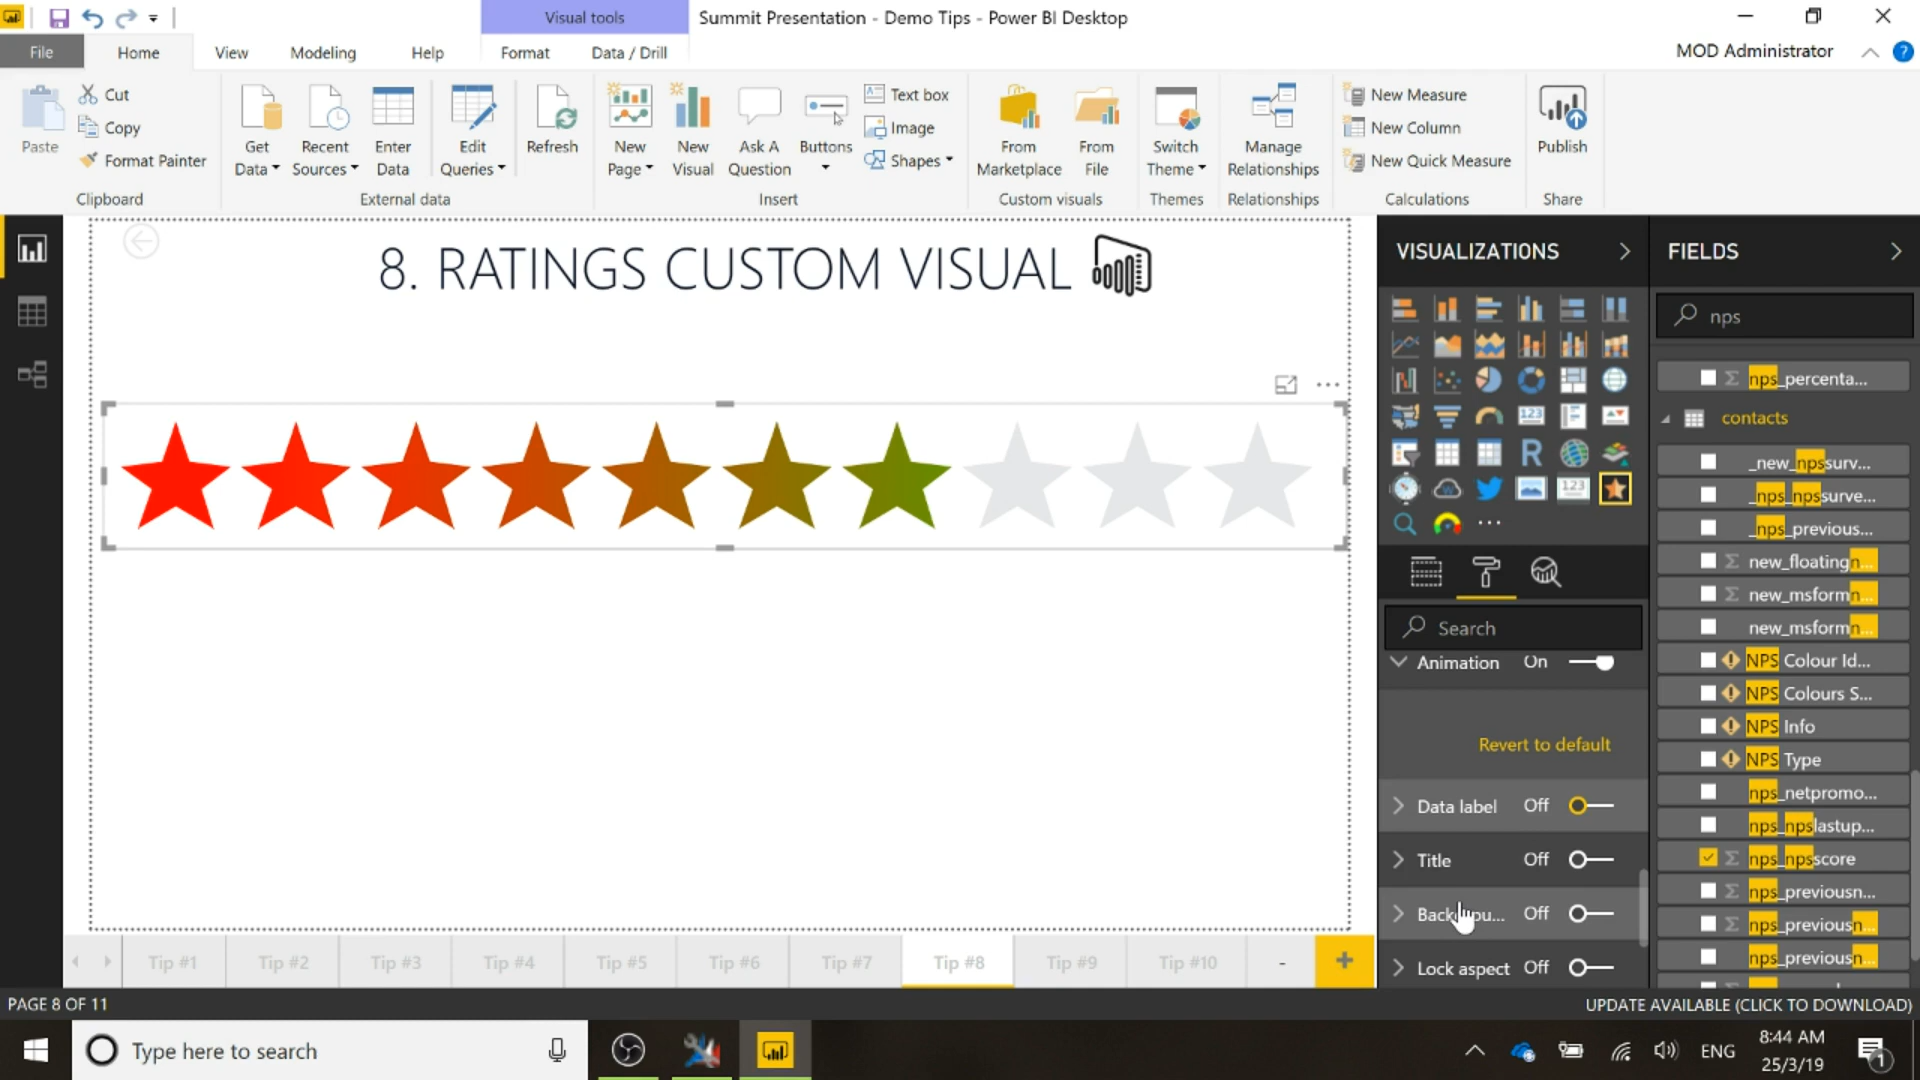 Visual tools
Summit Presentation - Demo Tips - Power BI Desktop
File
Home
View
Modeling
Help
Format
Data / Drill
MOD Administrator
?
Paste
Cut
Copy
Format Painter
Clipboard
Get Data
Recent Sources
Enter Data
Edit Queries
Refresh
External data
New Page
New Visual
Ask A Question
Buttons
Text box
Image
Shapes
Insert
From Marketplace
From File
Custom visuals
Switch Theme
Themes
Manage Relationships
Relationships
New Measure
New Column
New Quick Measure
Calculations
Publish
Share
8. RATINGS CUSTOM VISUAL
VISUALIZATIONS
123
R
123
Search
Animation On
Revert to default
Data label Off
Title Off
Off
Lock aspect Off
FIELDS
nps
nps_percenta...
contacts
_new_npssurv...
_nps_npssurve...
_nps_previous...
new_floatingn...
new_msformn...
new_msformn...
NPS Colour Id...
NPS Colours S...
NPS Info
NPS Type
nps_netpromo...
nps_npslastup...
nps_npsscore
nps_previousn...
nps_previousn...
nps_previousn...
Tip #1
Tip #2
Tip #3
Tip #4
Tip #5
Tip #6
Tip #7
Tip #8
Tip #9
Tip #10
-
+
PAGE 8 OF 11
UPDATE AVAILABLE (CLICK TO DOWNLOAD)
Type here to search
ENG
8:44 AM
25/3/19
1